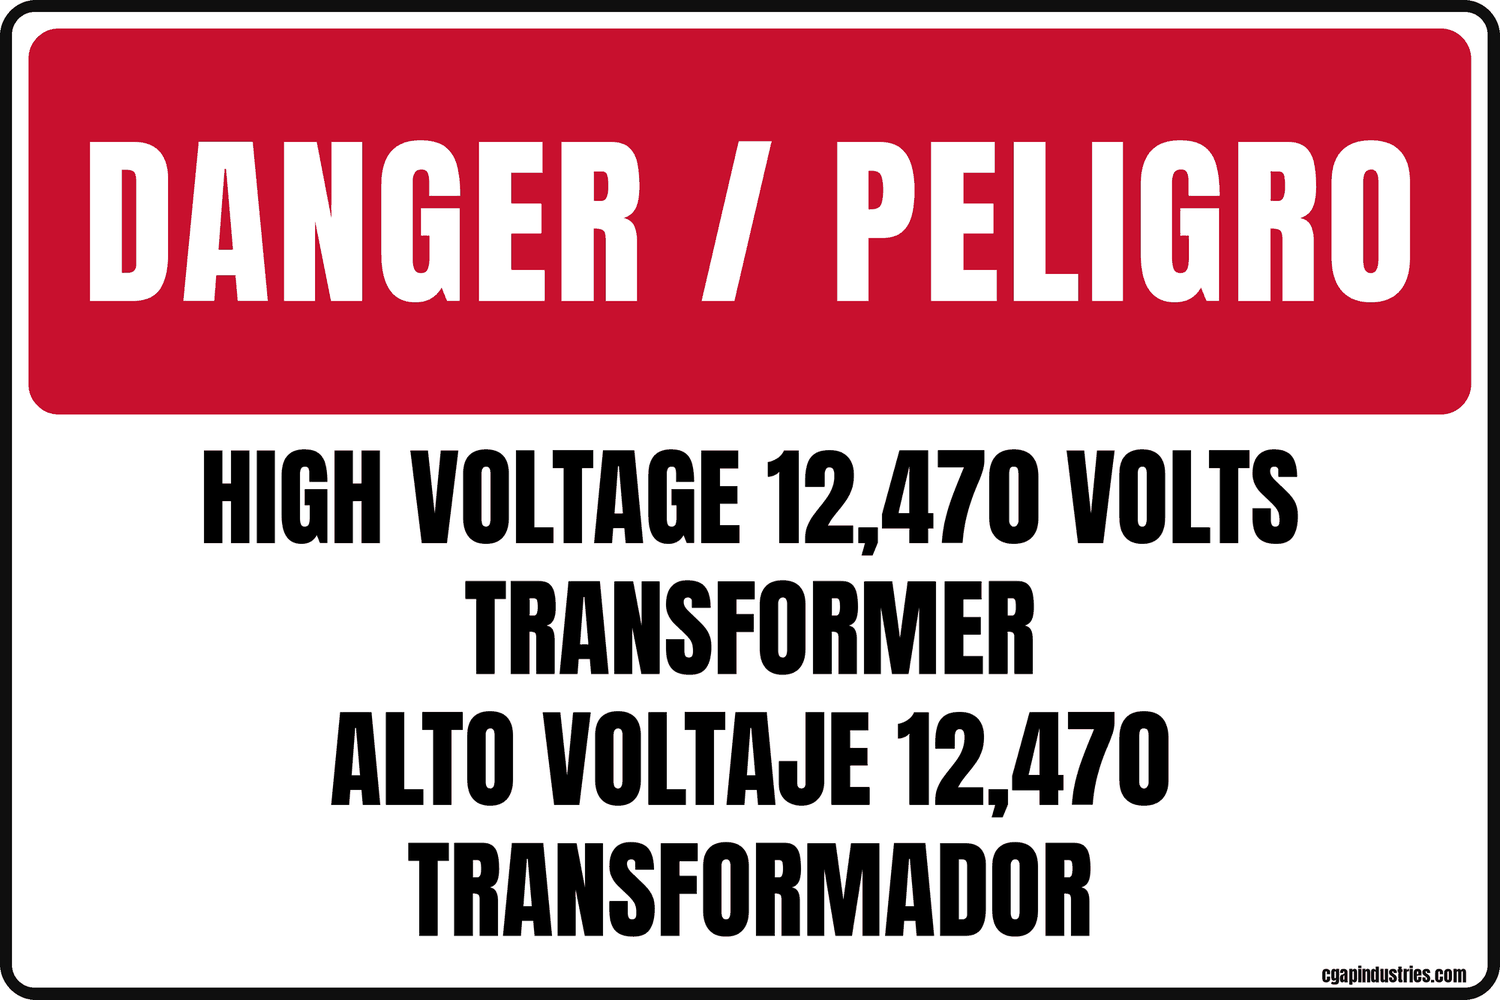 DANGER / PELIGRO
HIGH VOLTAGE 12,470 VOLTS
TRANSFORMER
ALTO VOLTAJE 12,470
TRANSFORMADOR
cgapindustries.com